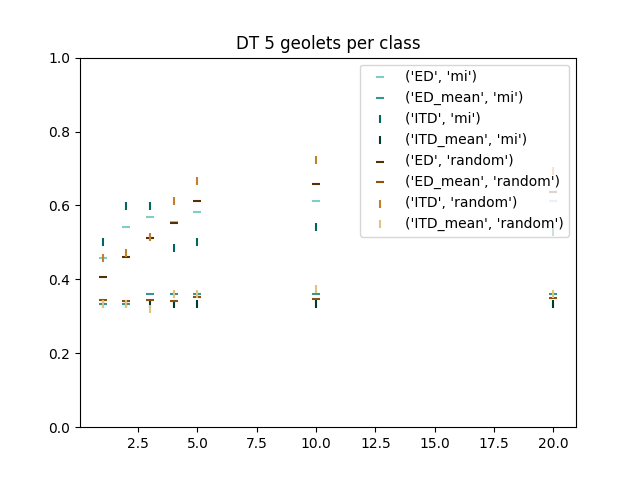 DT 5 geolets per class
1.0
0.8
0.6
0.4
0.2
0.0
('ED', 'mi')
('ED_mean', 'mi')
('ITD', 'mi')
('ITD_mean', 'mi')
('ED', 'random')
('ED_mean', 'random')
('ITD', 'random')
('ITD_mean', 'random')
2.5 5.0 7.5 10.0 12.5 15.0 17.5 20.0